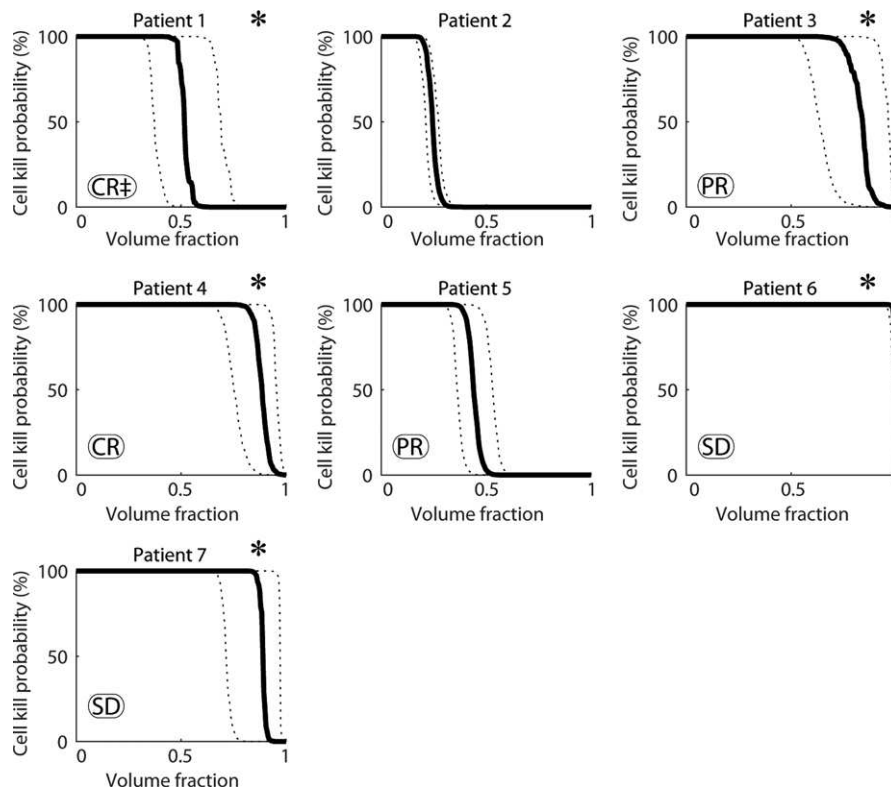 Patient 1 *
Cell kill probability (%)
100
50
0
CR‡
0 0.5 1
Volume fraction
Patient 2
Cell kill probability (%)
100
50
0
0 0.5 1
Volume fraction
Patient 3 *
Cell kill probability (%)
100
50
0
PR
0 0.5
Volume fraction
Patient 4 *
Cell kill probability (%)
100
50
0
CR
0 0.5 1
Volume fraction
Patient 5
Cell kill probability (%)
100
50
0
PR
0 0.5 1
Volume fraction
Patient 6 *
Cell kill probability (%)
100
50
0
SD
0 0.5
Volume fraction
Patient 7 *
Cell kill probability (%)
100
50
0
SD
0 0.5 1
Volume fraction